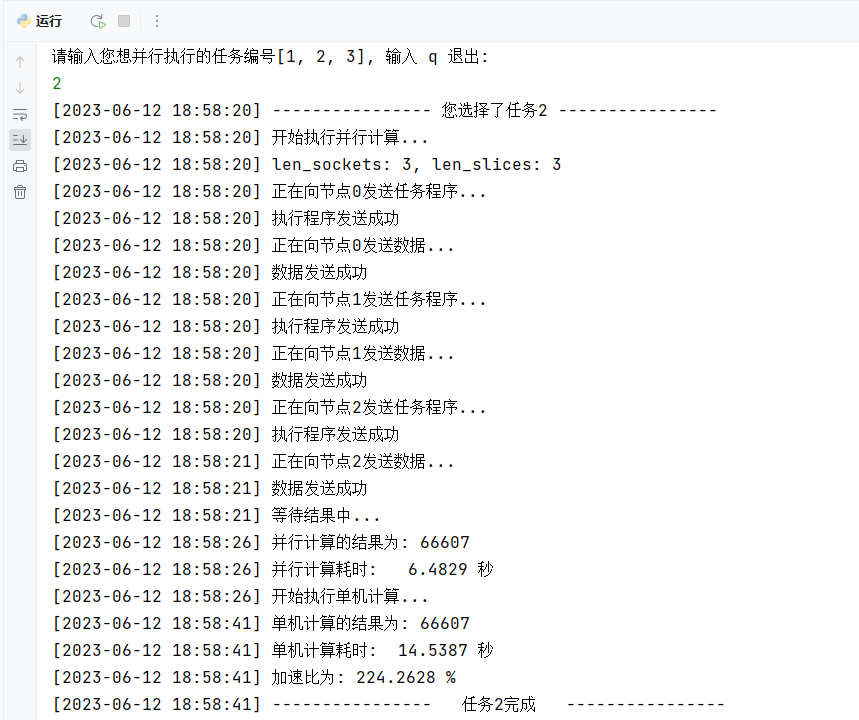 运行
请输入您想并行执行的任务编号[1, 2, 3], 输入 q 退出:
2
[2023-06-12 18:58:20] ---------------- 您选择了任务2 ----------------
[2023-06-12 18:58:20] 开始执行并行计算...
[2023-06-12 18:58:20] len_sockets: 3, len_slices: 3
[2023-06-12 18:58:20] 正在向节点0发送任务程序...
[2023-06-12 18:58:20] 执行程序发送成功
[2023-06-12 18:58:20] 正在向节点0发送数据...
[2023-06-12 18:58:20] 数据发送成功
[2023-06-12 18:58:20] 正在向节点1发送任务程序...
[2023-06-12 18:58:20] 执行程序发送成功
[2023-06-12 18:58:20] 正在向节点1发送数据...
[2023-06-12 18:58:20] 数据发送成功
[2023-06-12 18:58:20] 正在向节点2发送任务程序...
[2023-06-12 18:58:20] 执行程序发送成功
[2023-06-12 18:58:21] 正在向节点2发送数据...
[2023-06-12 18:58:21] 数据发送成功
[2023-06-12 18:58:21] 等待结果中...
[2023-06-12 18:58:26] 并行计算的结果为: 66607
[2023-06-12 18:58:26] 并行计算耗时:   6.4829 秒
[2023-06-12 18:58:26] 开始执行单机计算...
[2023-06-12 18:58:41] 单机计算的结果为: 66607
[2023-06-12 18:58:41] 单机计算耗时:  14.5387 秒
[2023-06-12 18:58:41] 加速比为: 224.2628 %
[2023-06-12 18:58:41] ----------------   任务2完成   ----------------